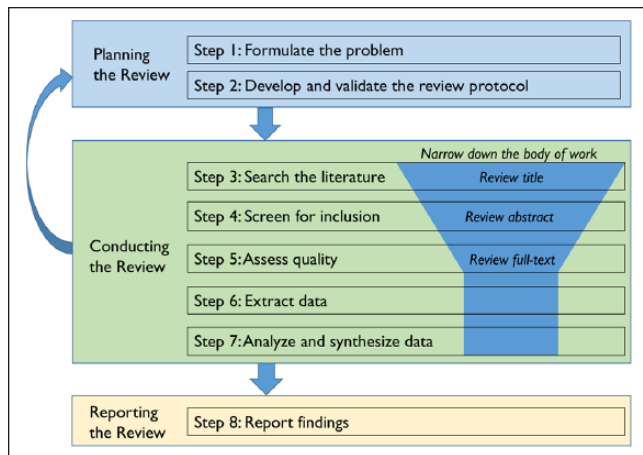 Planning
the Review
Step 1: Formulate the problem
Step 2: Develop and validate the review protocol
Conducting
the Review
Narrow down the body of work
Step 3: Search the literature
Review title
Step 4: Screen for inclusion
Review abstract
Step 5: Assess quality
Review full-text
Step 6: Extract data
Step 7: Analyze and synthesize data
Reporting
the Review
Step 8: Report findings